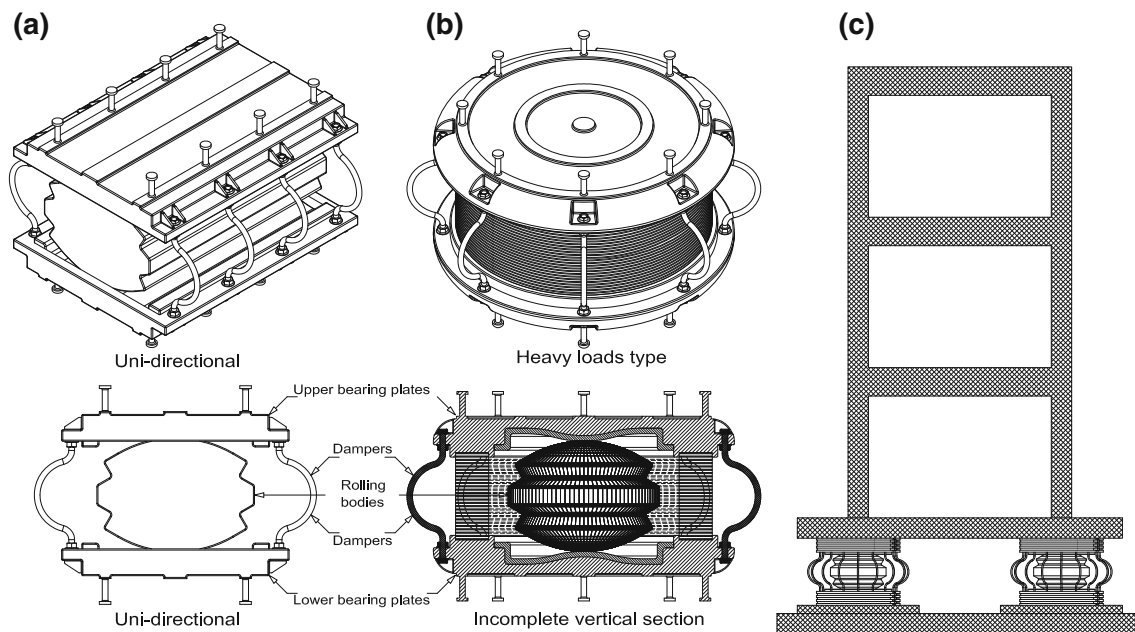 (a)
(b)
(c)
Uni-directional
Heavy loads type
Upper bearing plates
Dampers
Rolling
bodies
Dampers
Lower bearing plates
Uni-directional
Incomplete vertical section